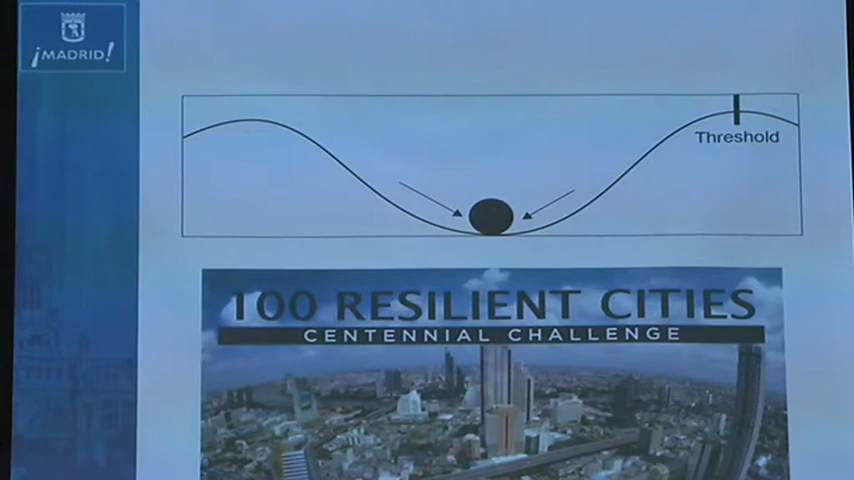 ¡MADRID!
Threshold
100 RESILIENT CITIES
CENTENNIAL CHALLENGE